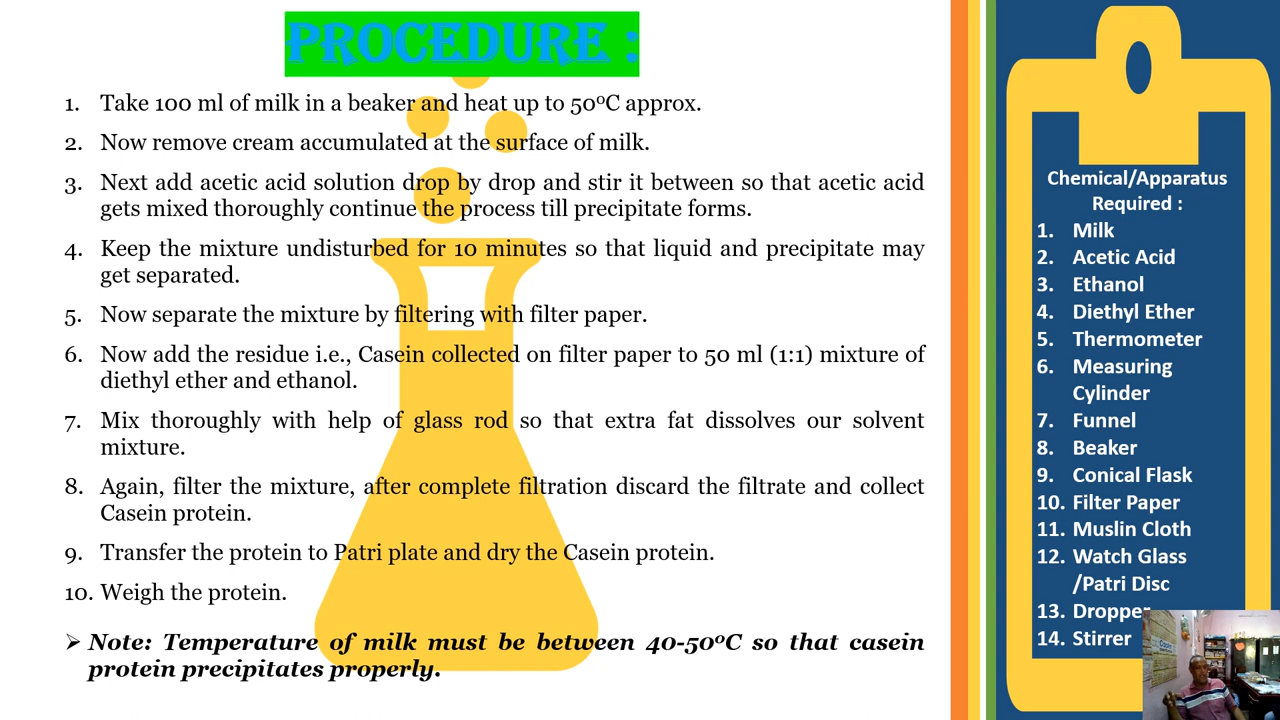 PROCEDURE :
1. Take 100 ml of milk in a beaker and heat up to 50⁰C approx.
2. Now remove cream accumulated at the surface of milk.
3. Next add acetic acid solution drop by drop and stir it between so that acetic acid
gets mixed thoroughly continue the process till precipitate forms.
4. Keep the mixture undisturbed for 10 minutes so that liquid and precipitate may
get separated.
5. Now separate the mixture by filtering with filter paper.
6. Now add the residue i.e., Casein collected on filter paper to 50 ml (1:1) mixture of
diethyl ether and ethanol.
7. Mix thoroughly with help of glass rod so that extra fat dissolves our solvent
mixture.
8. Again, filter the mixture, after complete filtration discard the filtrate and collect
Casein protein.
9. Transfer the protein to Patri plate and dry the Casein protein.
10. Weigh the protein.
➢ Note: Temperature of milk must be between 40-50⁰C so that casein
protein precipitates properly.
Chemical/Apparatus
Required :
1. Milk
2. Acetic Acid
3. Ethanol
4. Diethyl Ether
5. Thermometer
6. Measuring
Cylinder
7. Funnel
8. Beaker
9. Conical Flask
10. Filter Paper
11. Muslin Cloth
12. Watch Glass
/Patri Disc
13. Dropper
14. Stirrer